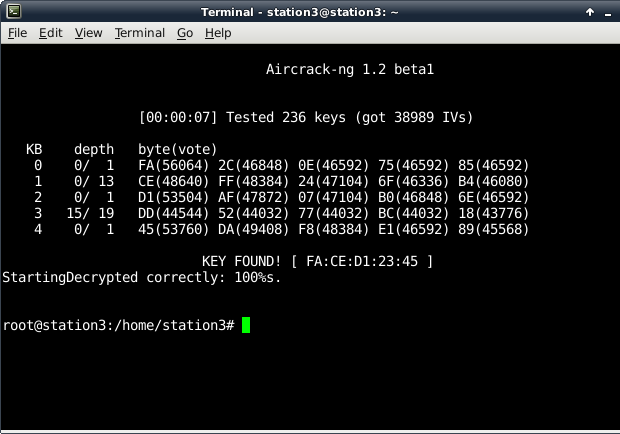 Terminal - station3@station3: ~
File Edit View Terminal Go Help
Aircrack-ng 1.2 beta1
[00:00:07] Tested 236 keys (got 38989 IVs)
KB depth byte(vote)
0 0/ 1 FA(56064) 2C(46848) 0E(46592) 75(46592) 85(46592)
1 0/ 13 CE(48640) FF(48384) 24(47104) 6F(46336) B4(46080)
2 0/ 1 D1(53504) AF(47872) 07(47104) B0(46848) 6E(46592)
3 15/ 19 DD(44544) 52(44032) 77(44032) BC(44032) 18(43776)
4 0/ 1 45(53760) DA(49408) F8(48384) E1(46592) 89(45568)
KEY FOUND! [ FA:CE:D1:23:45 ]
StartingDecrypted correctly: 100%s.
root@station3:/home/station3#